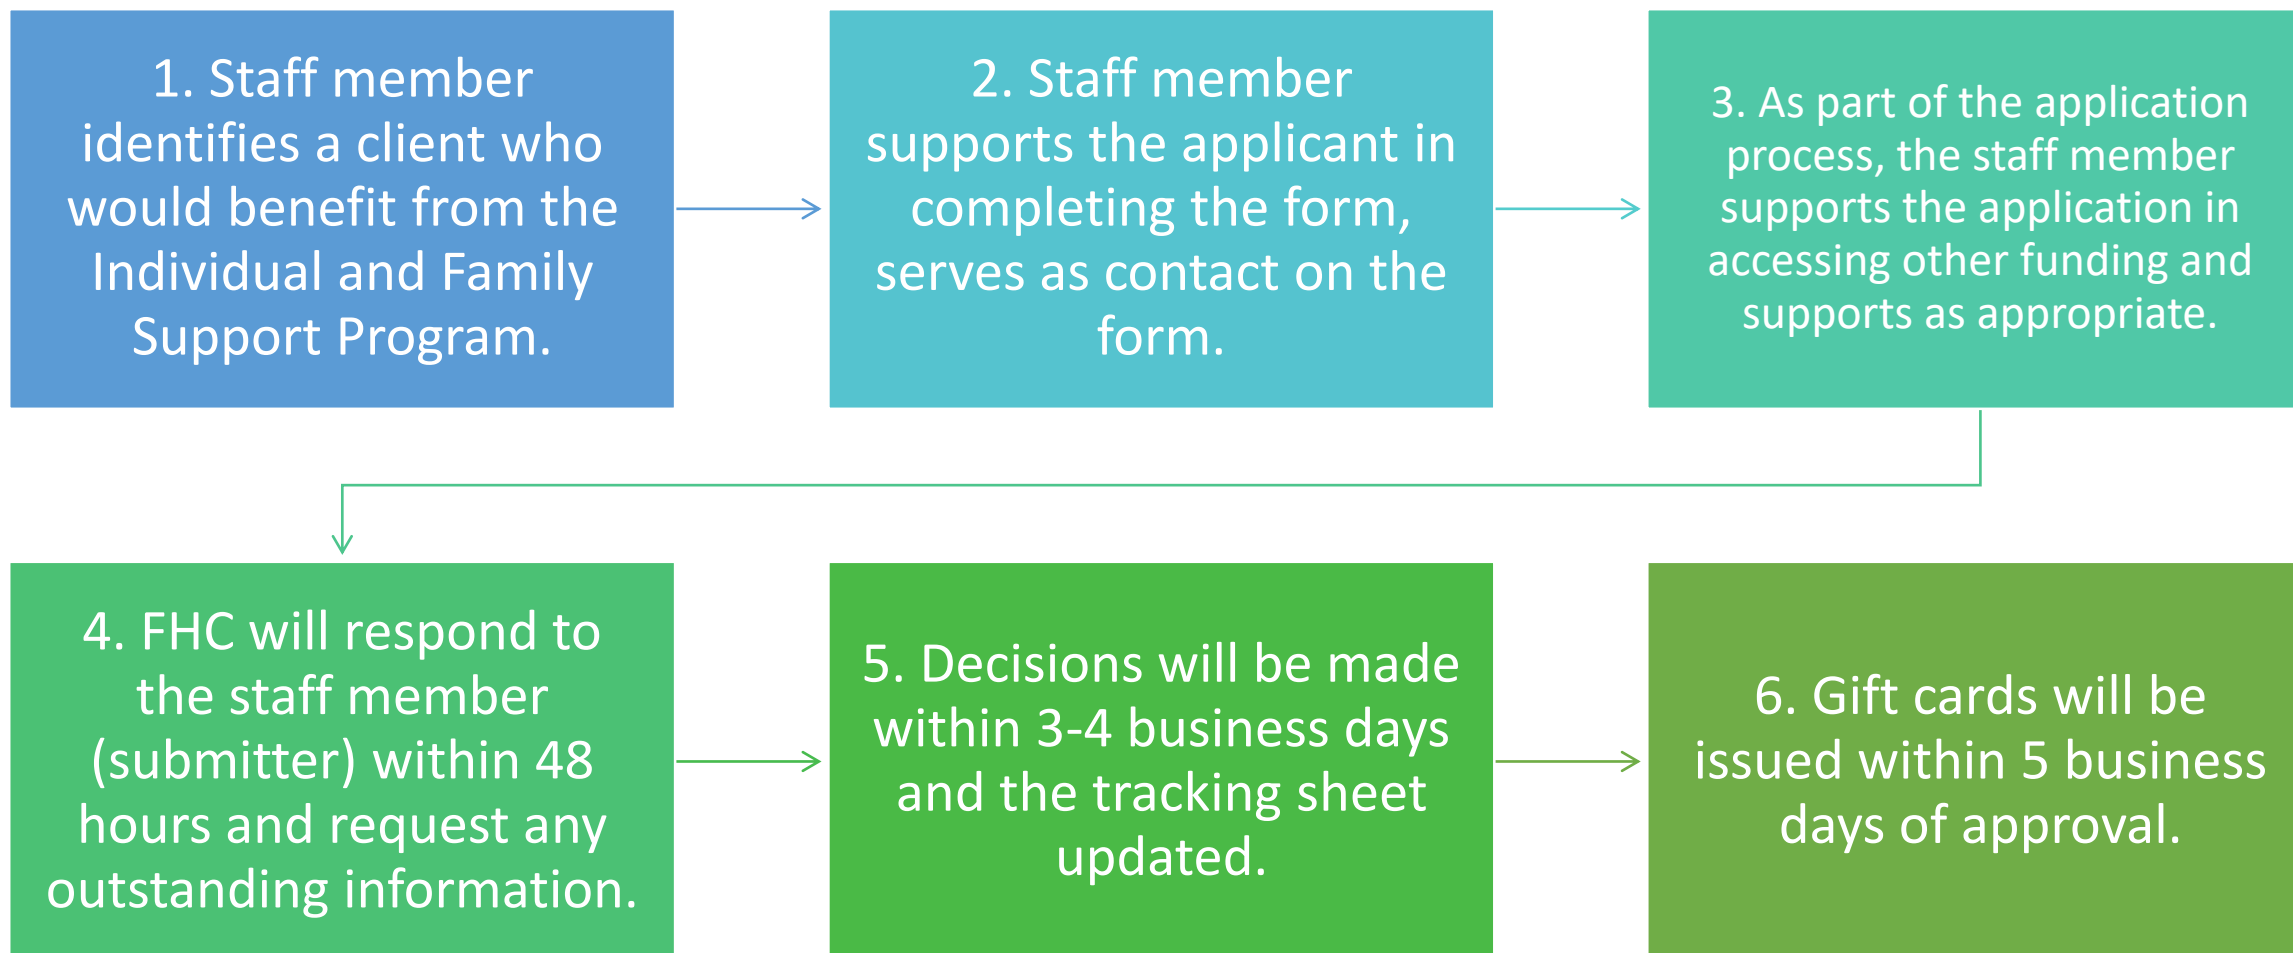 1. Staff member
identifies a client who
would benefit from the
Individual and Family
Support Program.
2. Staff member
supports the applicant in
completing the form,
serves as contact on the
form.
3. As part of the application
process, the staff member
supports the application in
accessing other funding and
supports as appropriate.
4. FHC will respond to
the staff member
(submitter) within 48
hours and request any
outstanding information.
5. Decisions will be made
within 3-4 business days
and the tracking sheet
updated.
6. Gift cards will be
issued within 5 business
days of approval.